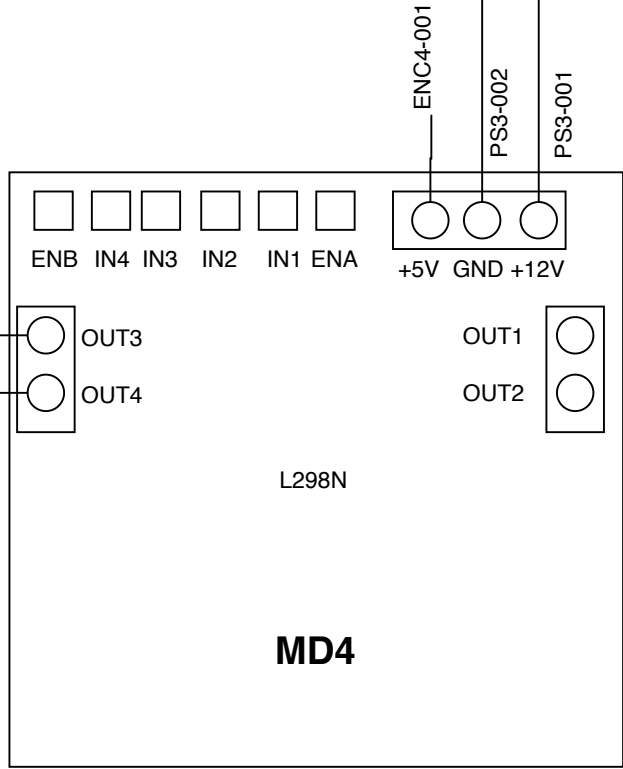 ENC4-001
PS3-002
PS3-001
ENB IN4 IN3 IN2 IN1 ENA
+5V GND +12V
OUT3
OUT1
OUT4
OUT2
L298N
MD4